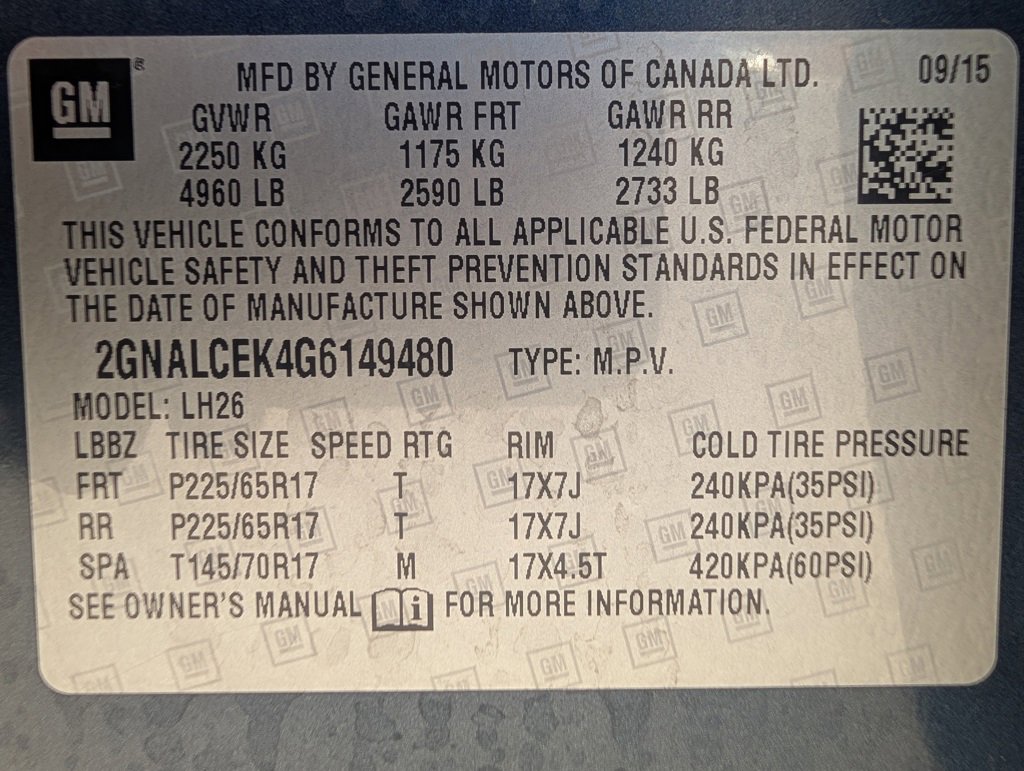 GM®
MFD BY GENERAL MOTORS OF CANADA LTD. 09/15
GVWR GAWR FRT GAWR RR
2250 KG 1175 KG 1240 KG
4960 LB 2590 LB 2733 LB
THIS VEHICLE CONFORMS TO ALL APPLICABLE U.S. FEDERAL MOTOR
VEHICLE SAFETY AND THEFT PREVENTION STANDARDS IN EFFECT ON
THE DATE OF MANUFACTURE SHOWN ABOVE.
2GNALCEK4G6149480 TYPE: M.P.V.
MODEL: LH26
LBBZ TIRE SIZE SPEED RTG RIM COLD TIRE PRESSURE
FRT P225/65R17 T 17X7J 240KPA(35PSI)
RR P225/65R17 T 17X7J 240KPA(35PSI)
SPA T145/70R17 M 17X4.5T 420KPA(60PSI)
SEE OWNER'S MANUAL i FOR MORE INFORMATION.